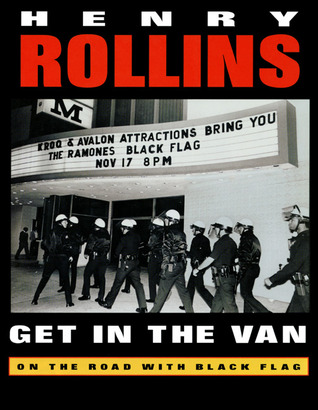 HENRY
ROLLINS
M
KROQ & AVALON ATTRACTIONS BRING YOU
THE RAMONES BLACK FLAG
NOV 17 8PM
GET IN THE VAN
ON THE ROAD WITH BLACK FLAG